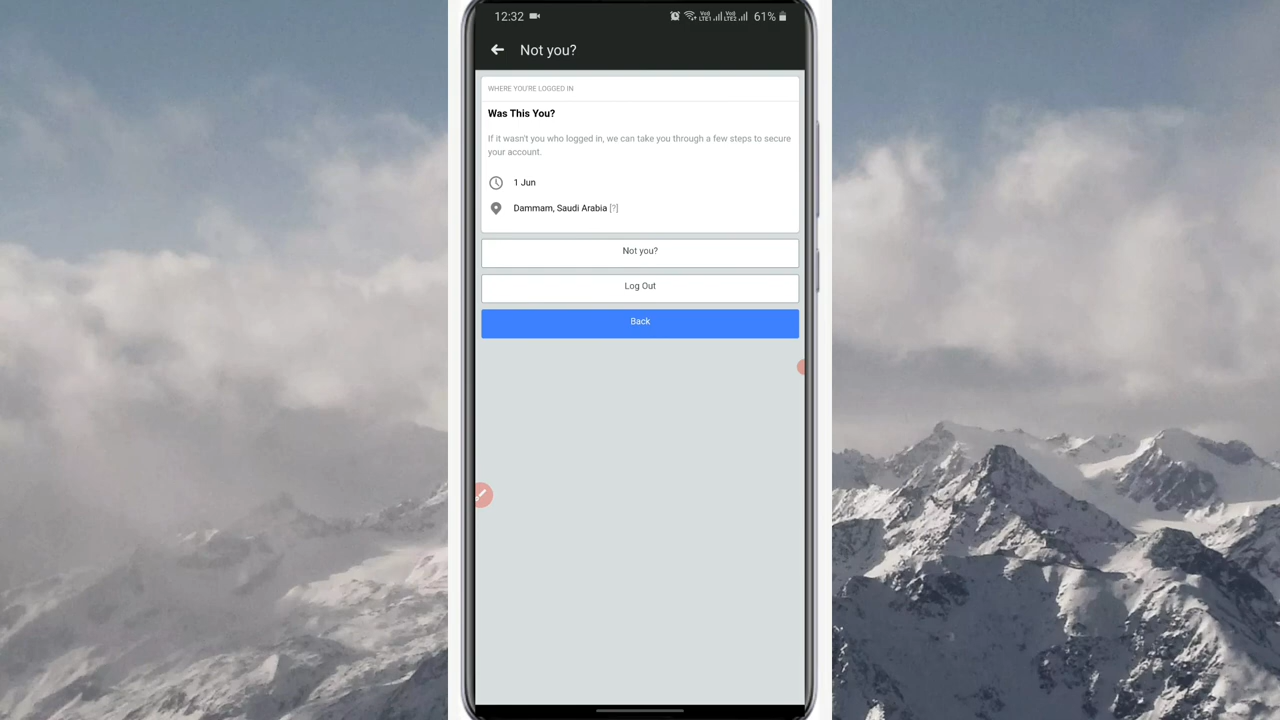 12:32 61%
Not you?
WHERE YOU'RE LOGGED IN
Was This You?
If it wasn't you who logged in, we can take you through a few steps to secure
your account.
1 Jun
Dammam, Saudi Arabia [?]
Not you?
Log Out
Back